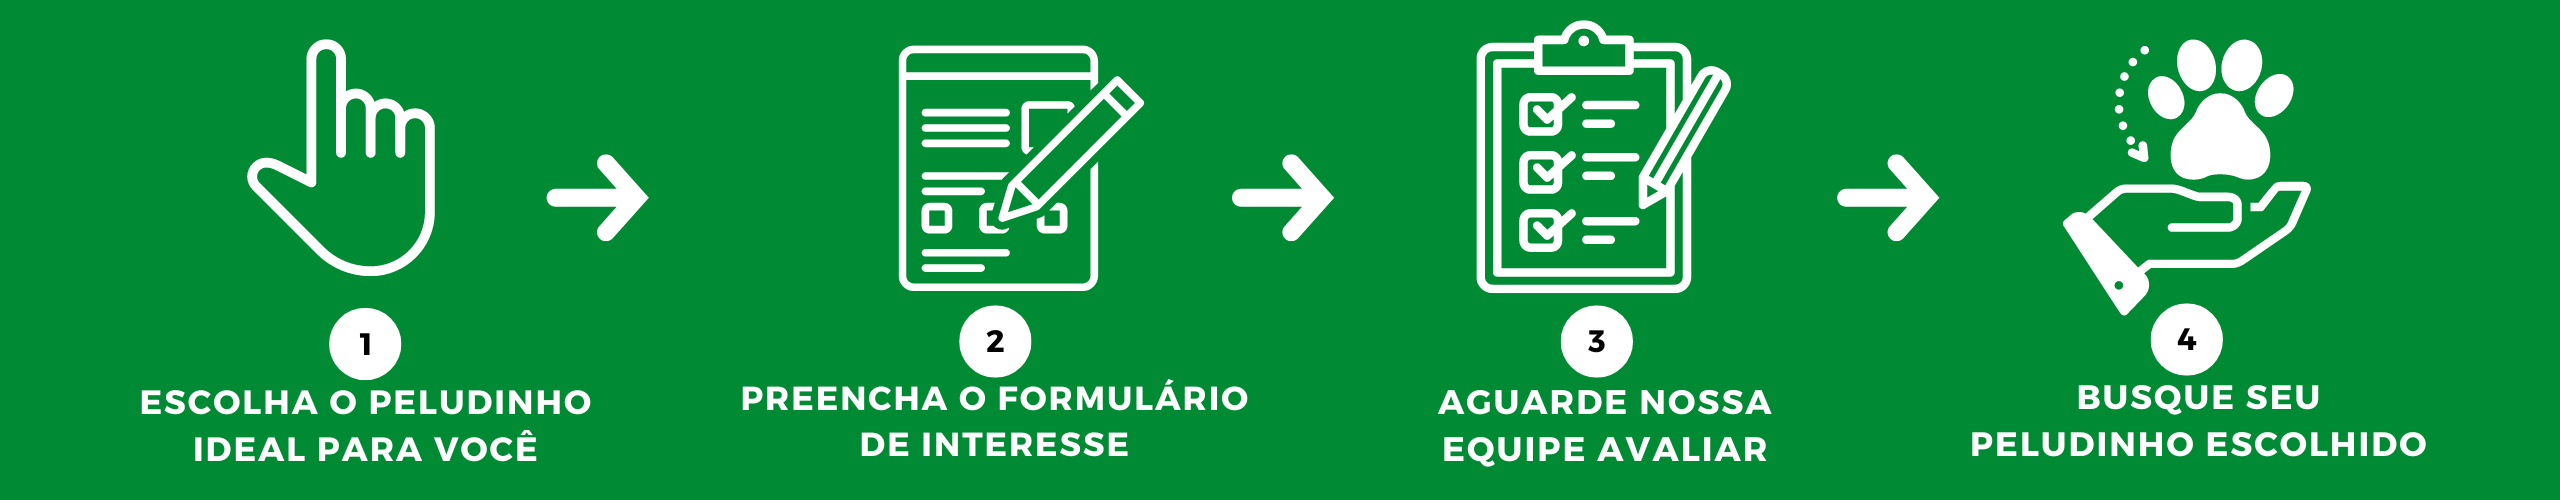 1
ESCOLHA O PELUDINHO
IDEAL PARA VOCÊ
2
PREENCHA O FORMULÁRIO
DE INTERESSE
3
AGUARDE NOSSA
EQUIPE AVALIAR
4
BUSQUE SEU
PELUDINHO ESCOLHIDO